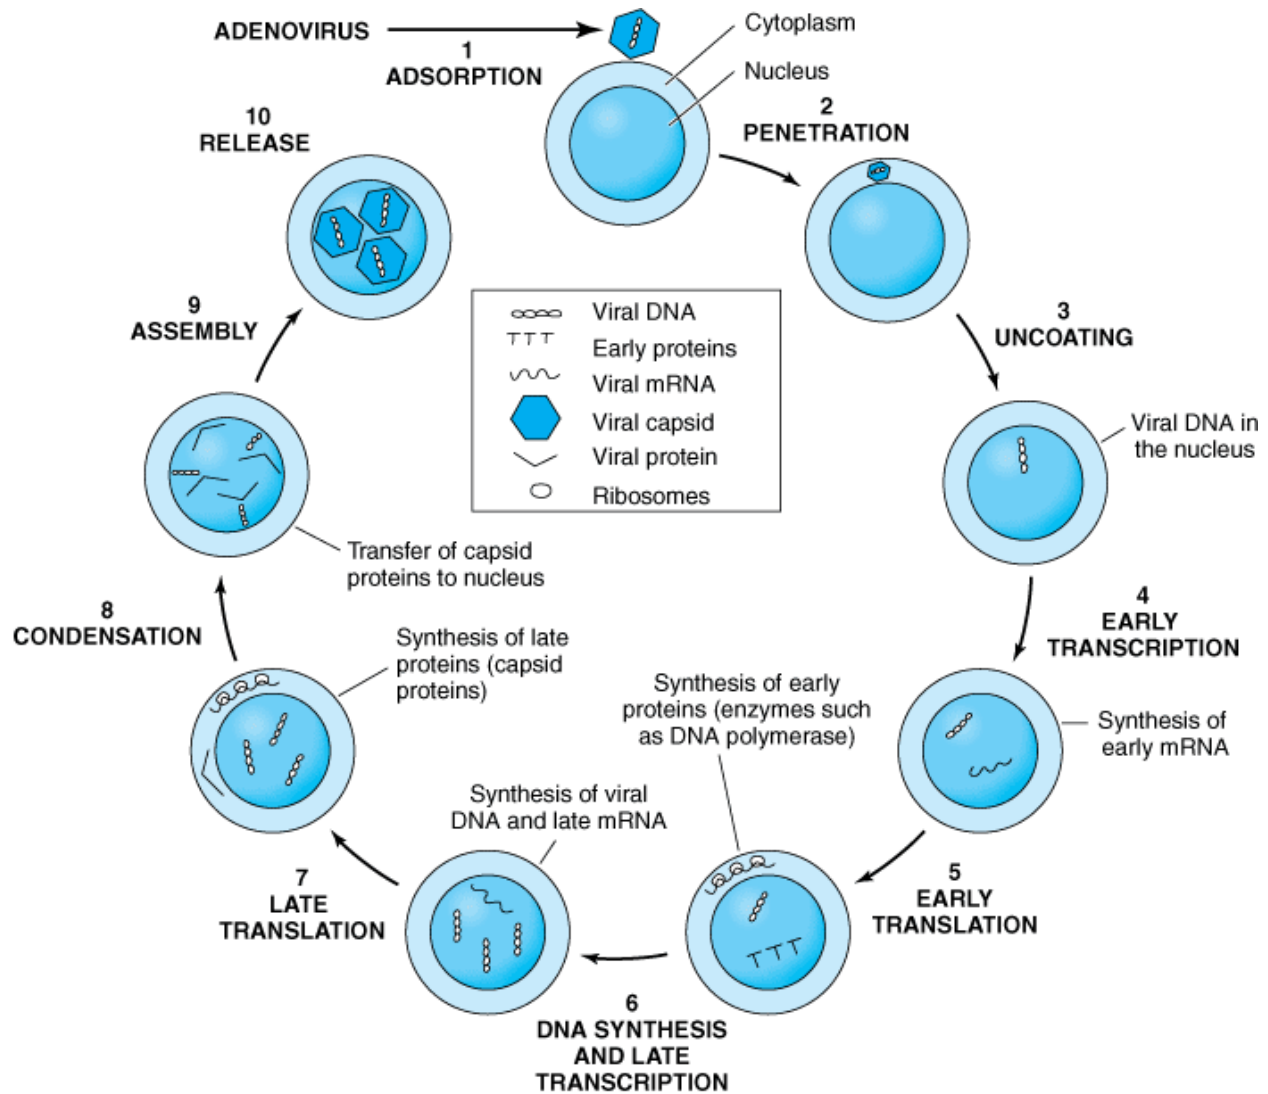 ADENOVIRUS
1
ADSORPTION
Cytoplasm
Nucleus
2
PENETRATION
3
UNCOATING
Viral DNA in
the nucleus
4
EARLY
TRANSCRIPTION
Synthesis of
early mRNA
5
EARLY
TRANSLATION
Synthesis of early
proteins (enzymes such
as DNA polymerase)
6
DNA SYNTHESIS
AND LATE
TRANSCRIPTION
Synthesis of viral
DNA and late mRNA
7
LATE
TRANSLATION
Synthesis of late
proteins (capsid
proteins)
8
CONDENSATION
Transfer of capsid
proteins to nucleus
9
ASSEMBLY
10
RELEASE
Viral DNA
Early proteins
Viral mRNA
Viral capsid
Viral protein
Ribosomes